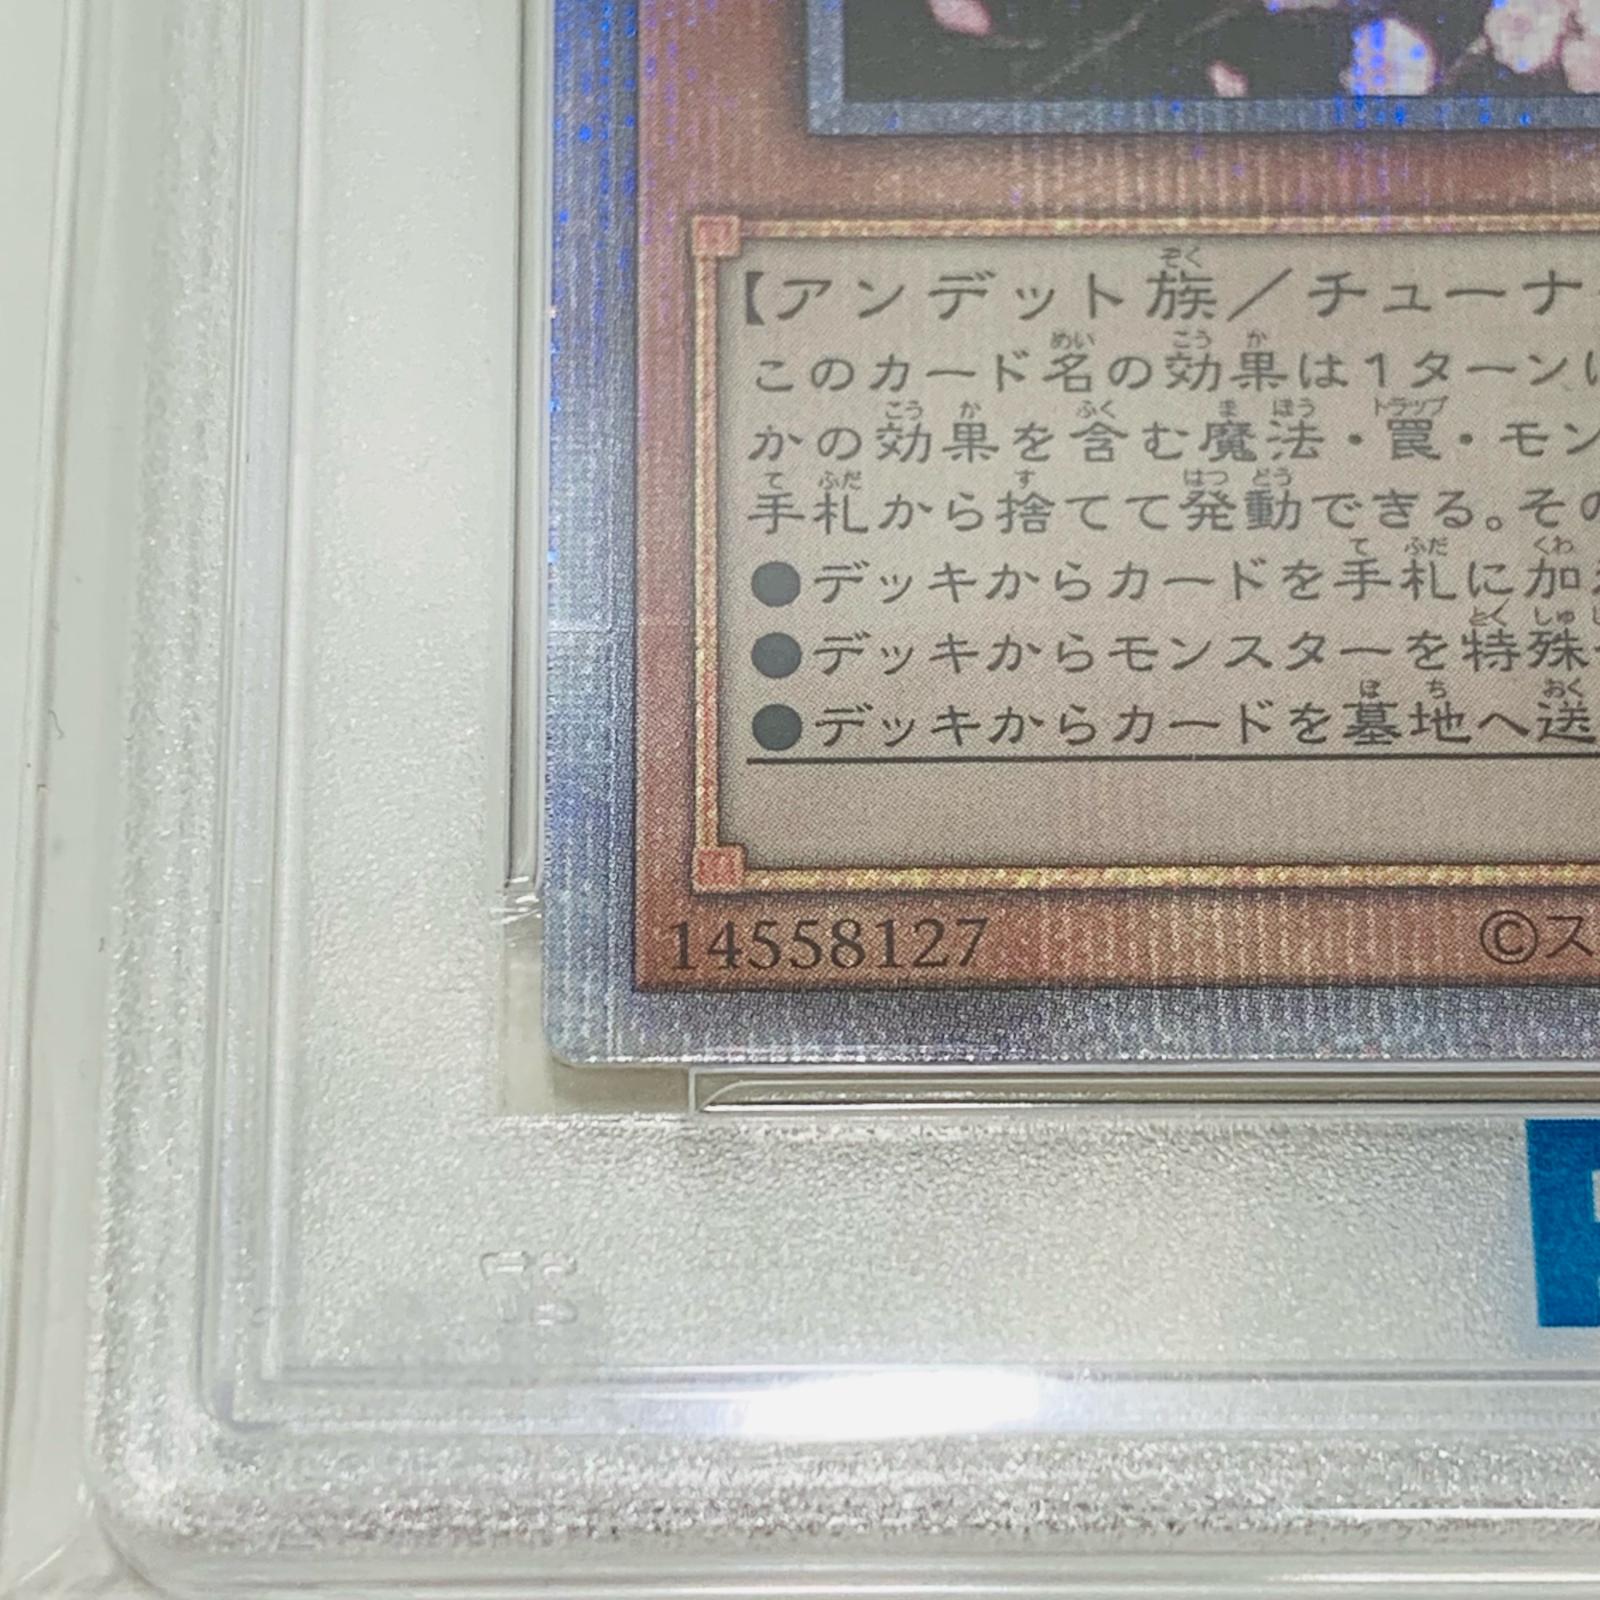 【アンデット族／チューナ
このカード名の効果は１ターン
かの効果を含む魔法・罠・モン
手札から捨てて発動できる。その
●デッキからカードを手札に加
●デッキからモンスターを特殊
●デッキからカードを墓地へ送
14558127 ©ス